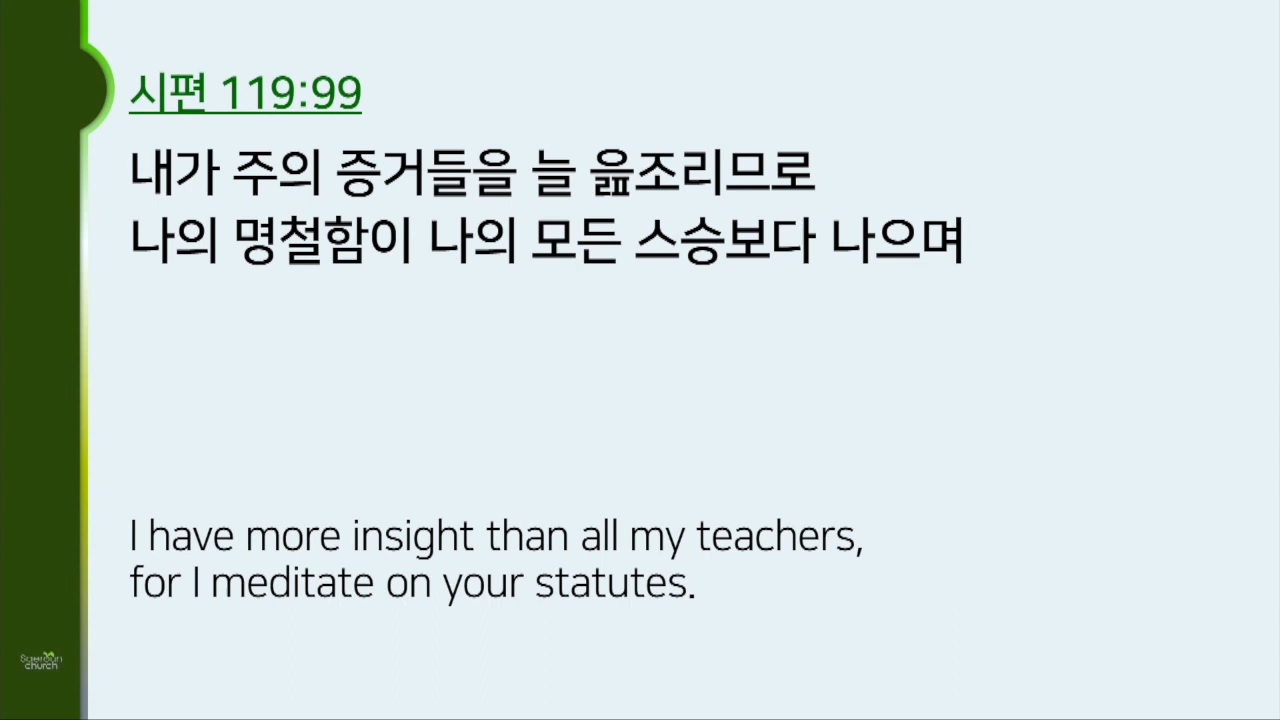 시편 119:99
내가 주의 증거들을 늘 읊조리므로
나의 명철함이 나의 모든 스승보다 나으며
I have more insight than all my teachers,
for I meditate on your statutes.
church